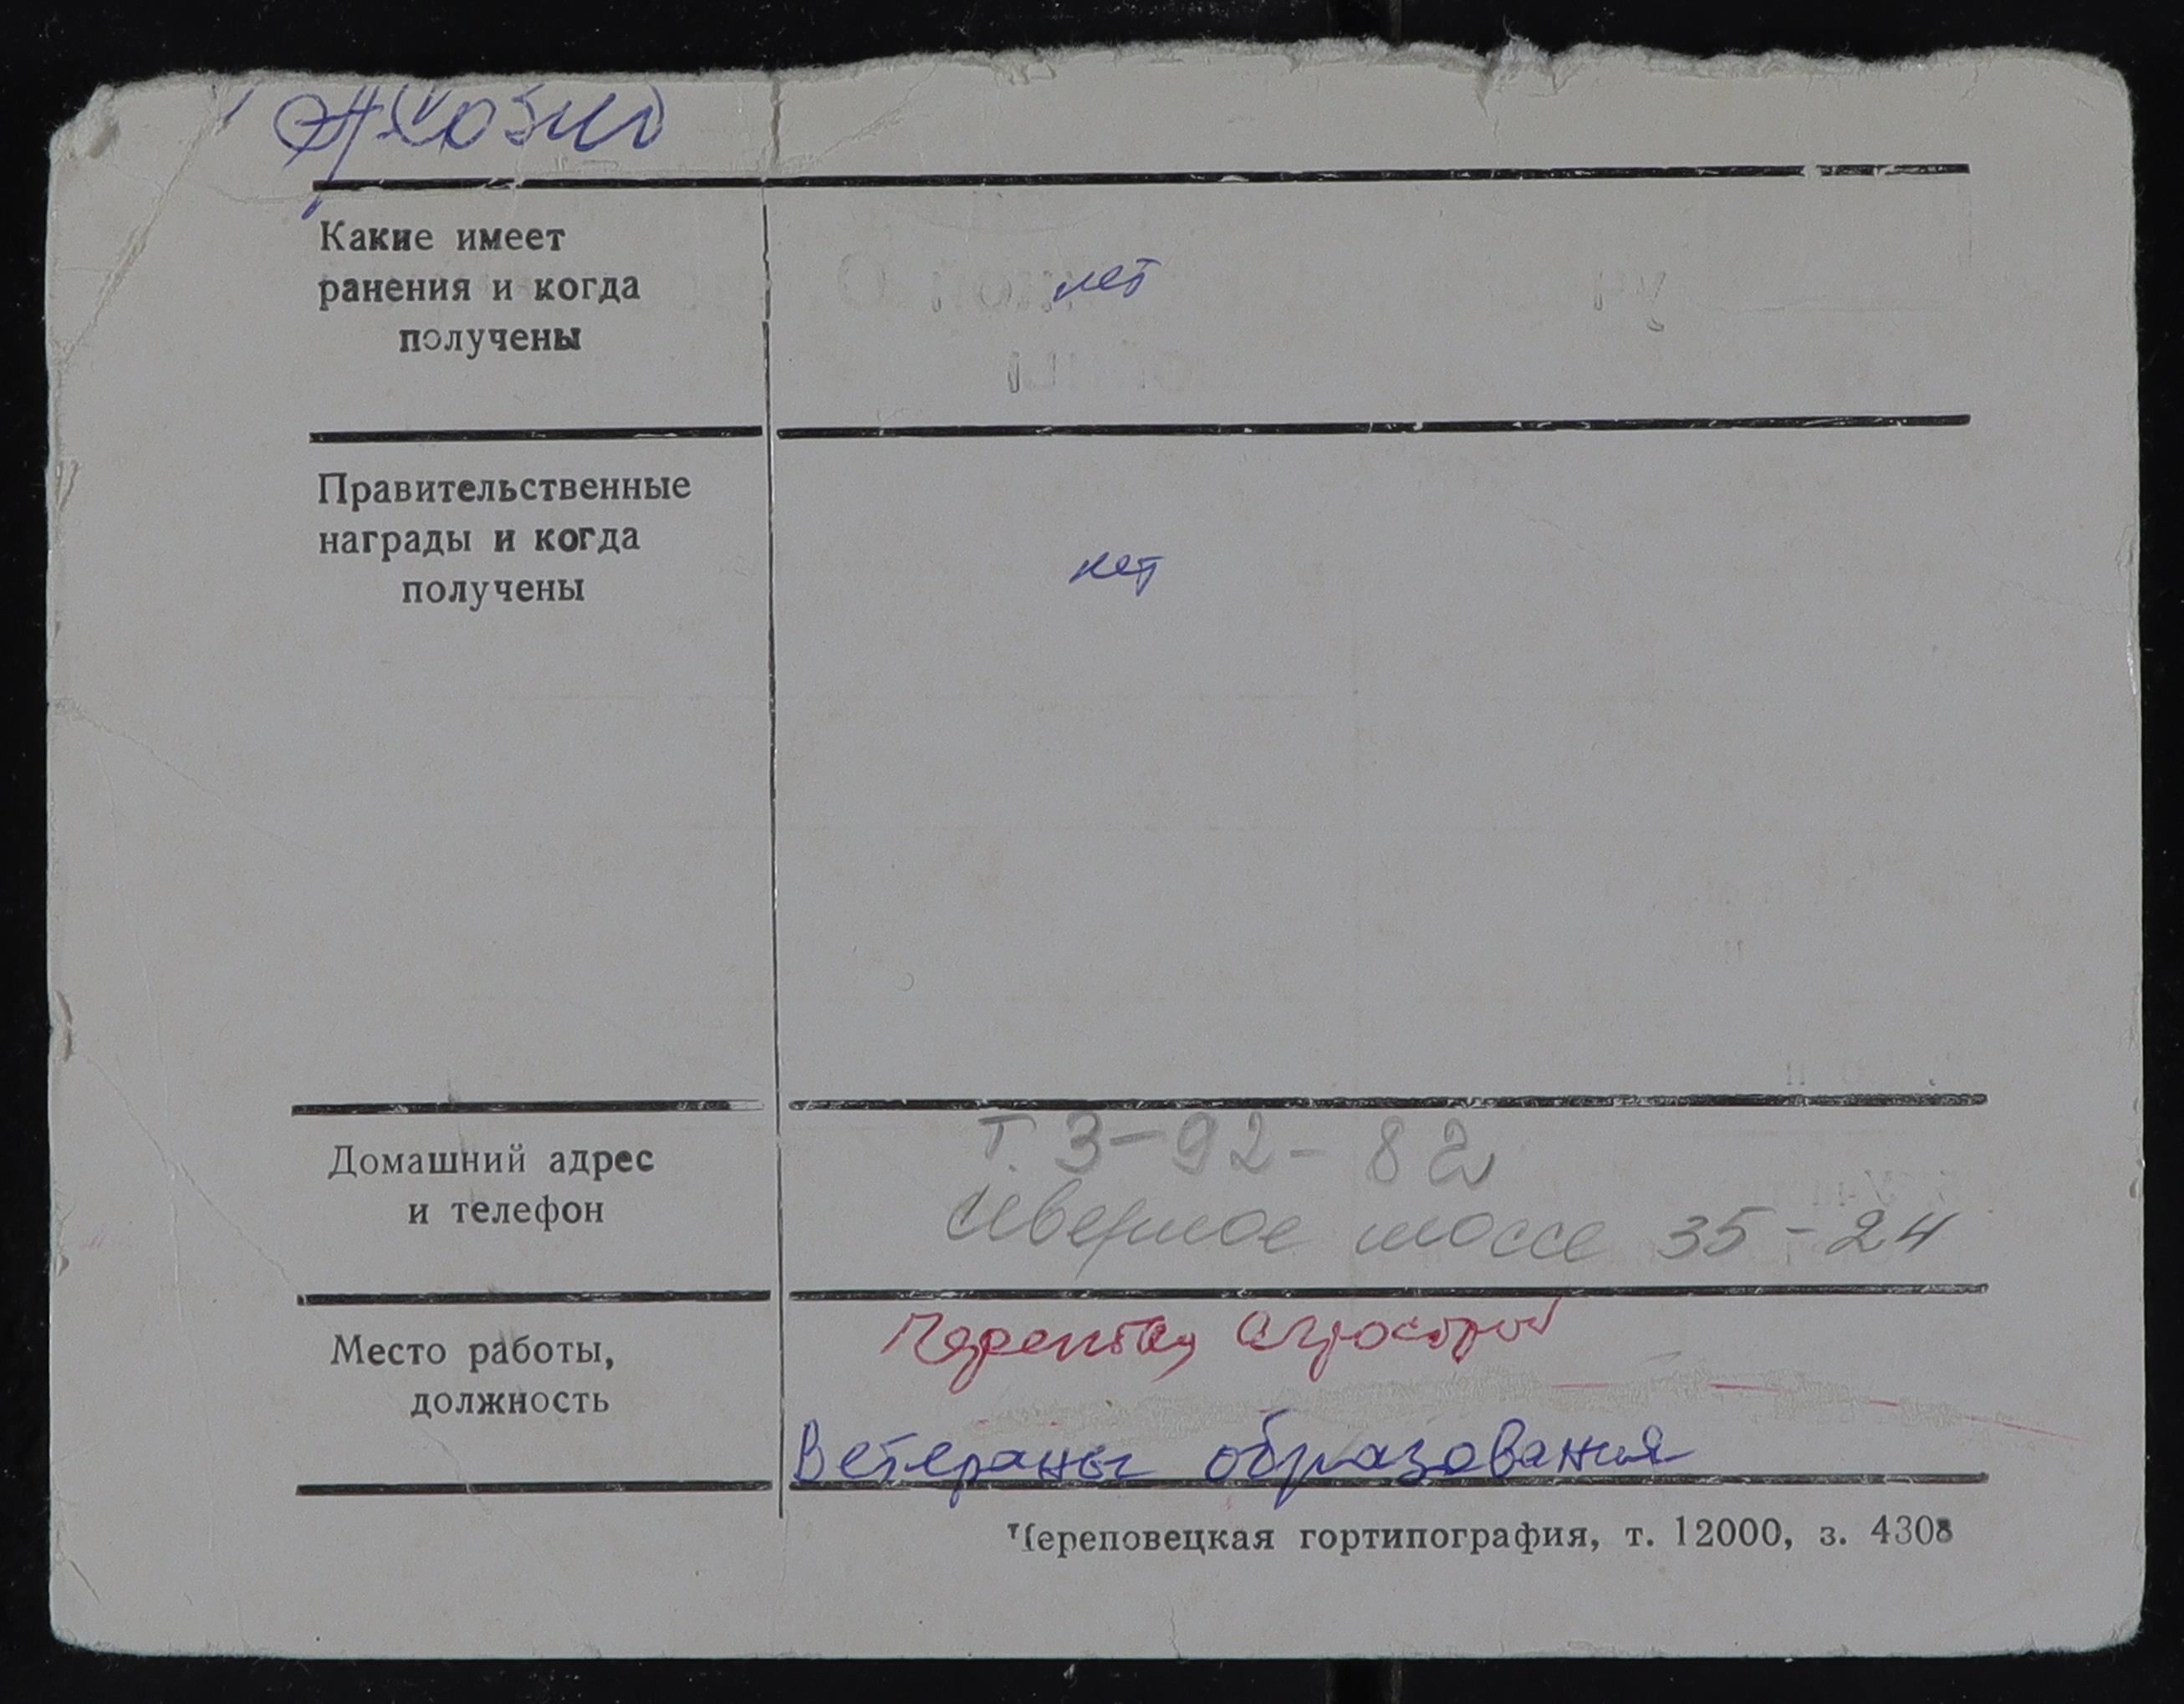 Какие имеет
ранения и когда
получены
нет
Правительственные
награды и когда
получены
нет
Домашний адрес
и телефон
т. 3-92-82
Северное шоссе 35-24
Место работы,
должность
Ветераны образования
Череповецкая гортипография, т. 12000, з. 4308